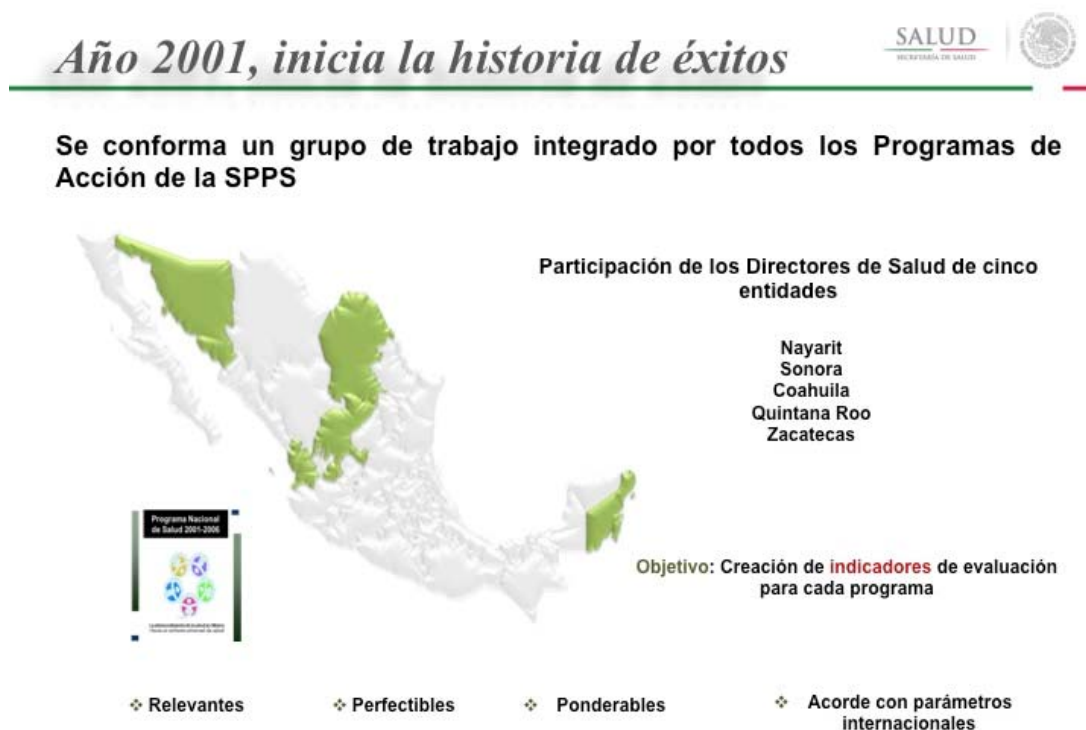 Año 2001, inicia la historia de éxitos
SALUD
SECRETARÍA DE SALUD
Se conforma un grupo de trabajo integrado por todos los Programas de
Acción de la SPPS
Participación de los Directores de Salud de cinco
entidades
Nayarit
Sonora
Coahuila
Quintana Roo
Zacatecas
Programa Nacional
de Salud 2001-2006
Objetivo: Creación de indicadores de evaluación
para cada programa
❖ Relevantes
❖ Perfectibles
❖ Ponderables
❖ Acorde con parámetros
internacionales